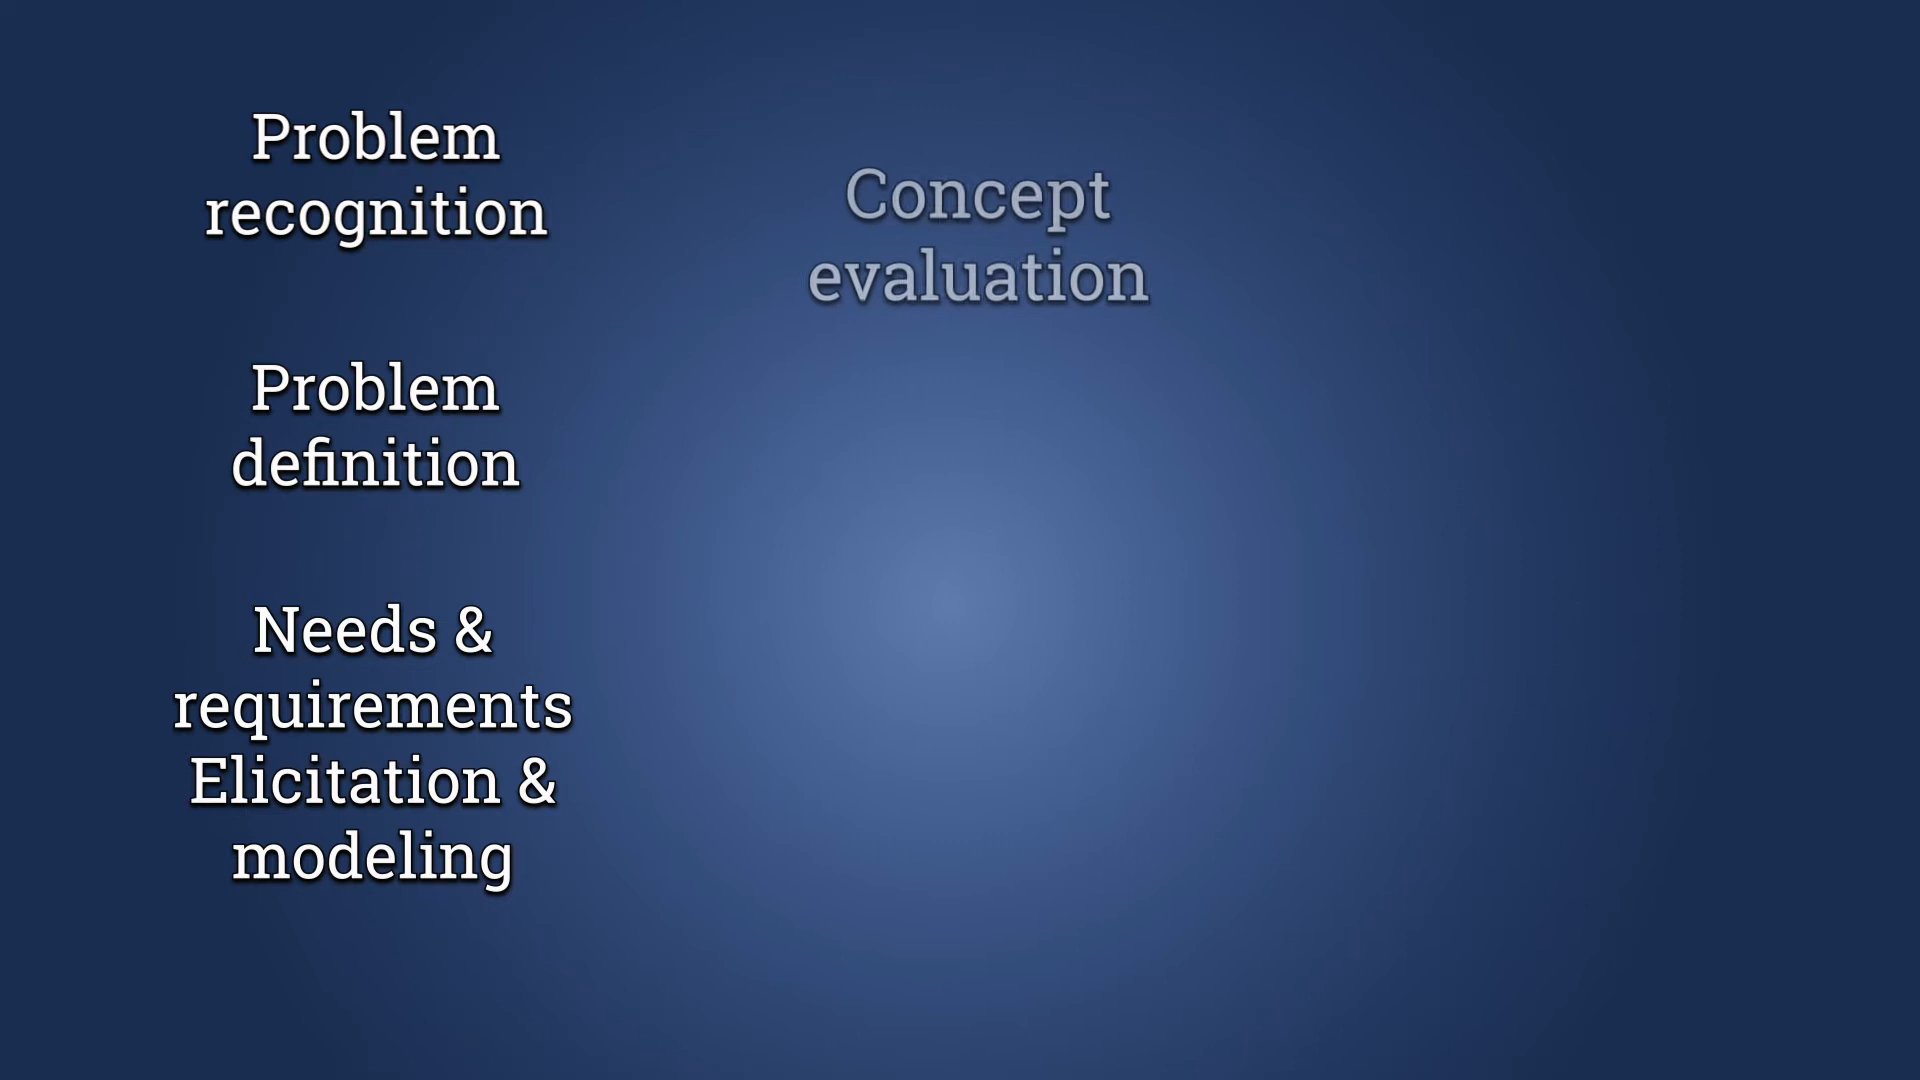 Problem
recognition
Problem
definition
Needs &
requirements
Elicitation &
modeling
Concept
evaluation